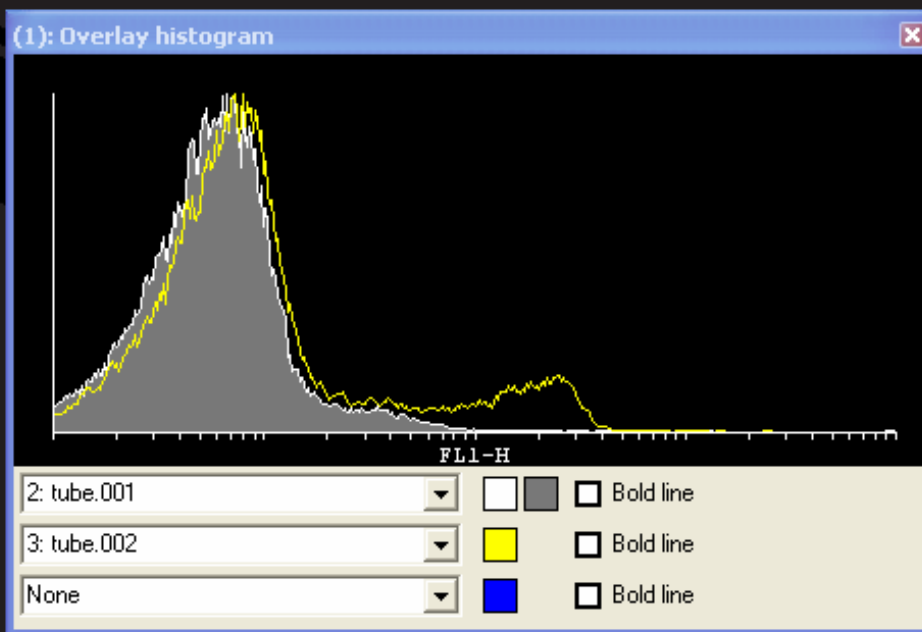 (1): Overlay histogram
FL1-H
2: tube.001
Bold line
3: tube.002
Bold line
None
Bold line